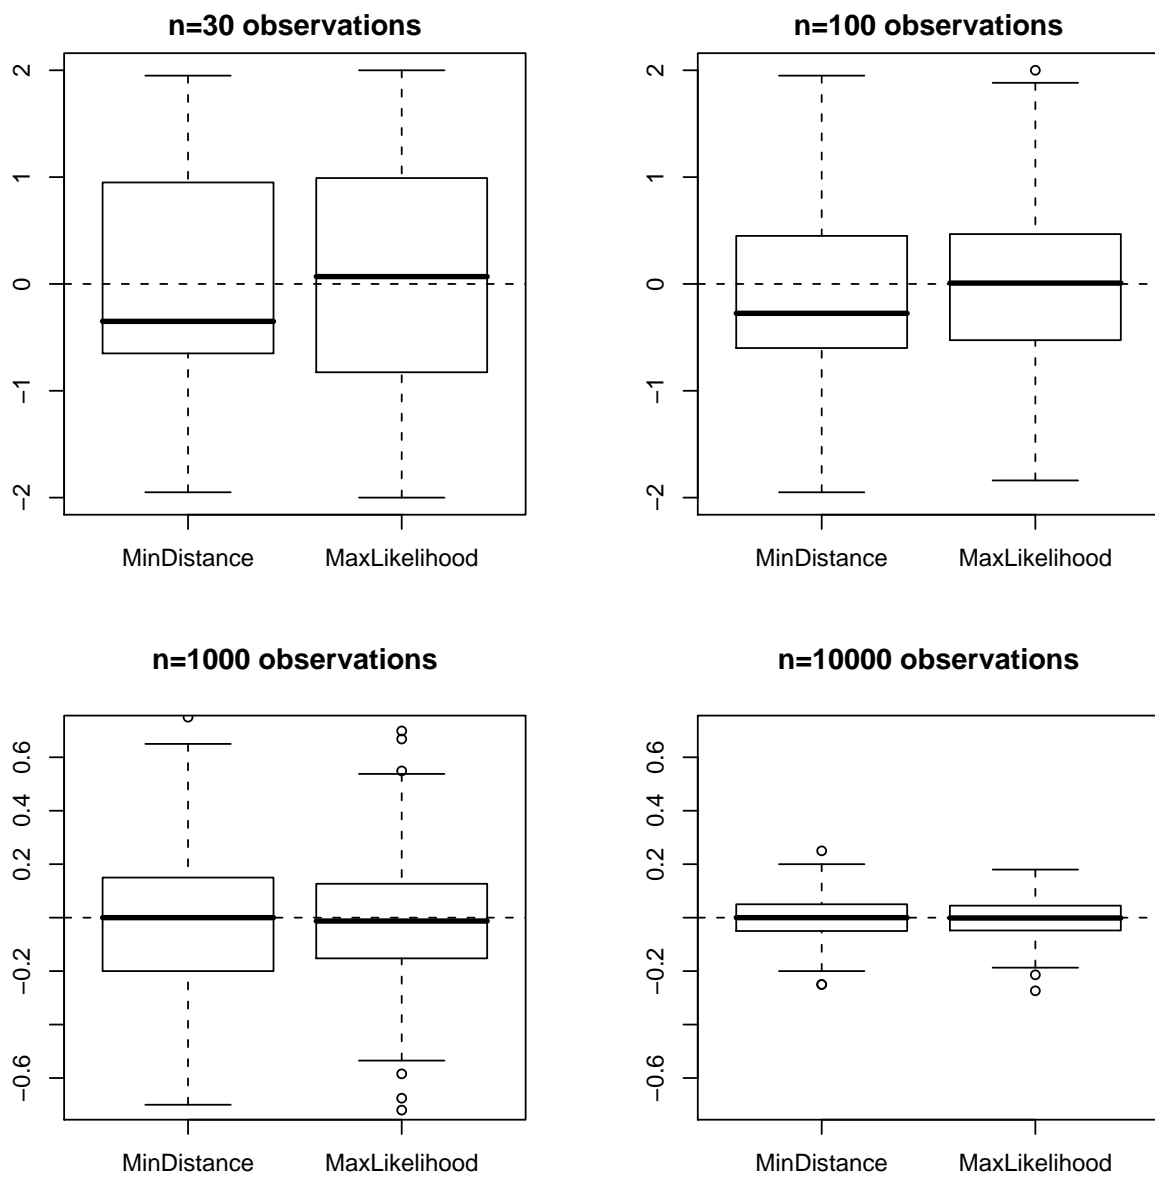 n=30 observations
2
1
0
−1
−2
MinDistance MaxLikelihood
n=100 observations
2
1
0
−1
−2
MinDistance MaxLikelihood
n=1000 observations
0.6
0.4
0.2
−0.2
−0.6
MinDistance MaxLikelihood
n=10000 observations
0.6
0.4
0.2
−0.2
−0.6
MinDistance MaxLikelihood